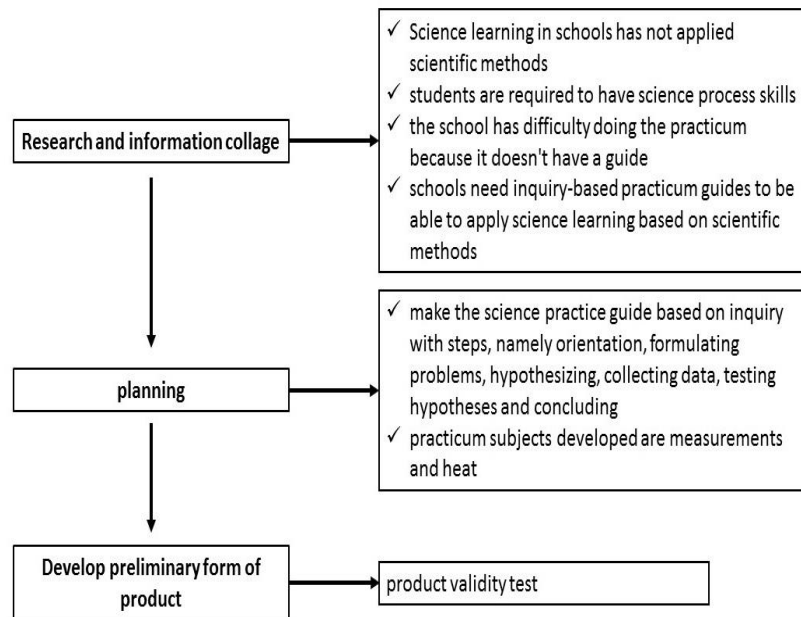 Research and information collage
✓ Science learning in schools has not applied
scientific methods
✓ students are required to have science process skills
✓ the school has difficulty doing the practicum
because it doesn't have a guide
✓ schools need inquiry-based practicum guides to be
able to apply science learning based on scientific
methods
planning
✓ make the science practice guide based on inquiry
with steps, namely orientation, formulating
problems, hypothesizing, collecting data, testing
hypotheses and concluding
✓ practicum subjects developed are measurements
and heat
Develop preliminary form of
product
product validity test